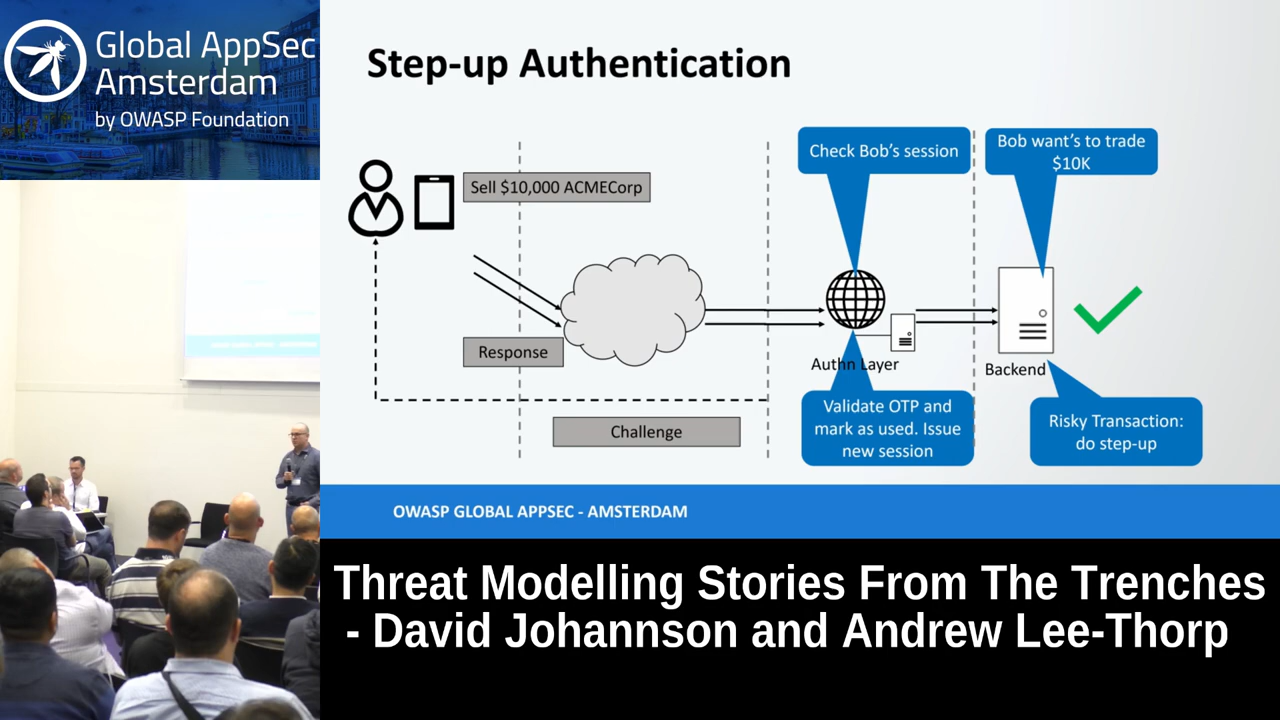 Global AppSec
Amsterdam
by OWASP Foundation
Step-up Authentication
Check Bob's session
Bob want's to trade
$10K
Sell $10,000 ACMECorp
Response
Authn Layer
Backend
Validate OTP and
mark as used. Issue
new session
Risky Transaction:
do step-up
Challenge
OWASP GLOBAL APPSEC - AMSTERDAM
Threat Modelling Stories From The Trenches
- David Johannson and Andrew Lee-Thorp